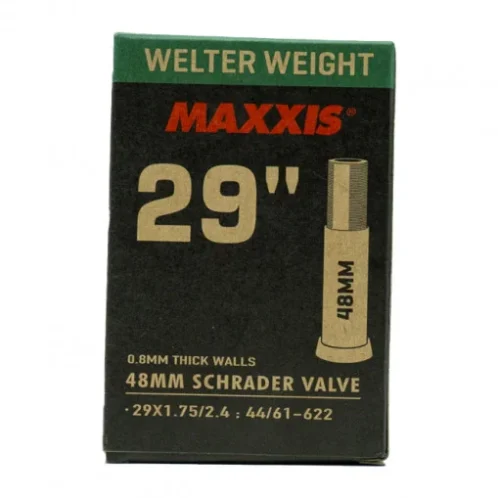 WELTER WEIGHT
MAXXIS®
29"
48MM
0.8MM THICK WALLS
48MM SCHRADER VALVE
·29X1.75/2.4 : 44/61-622